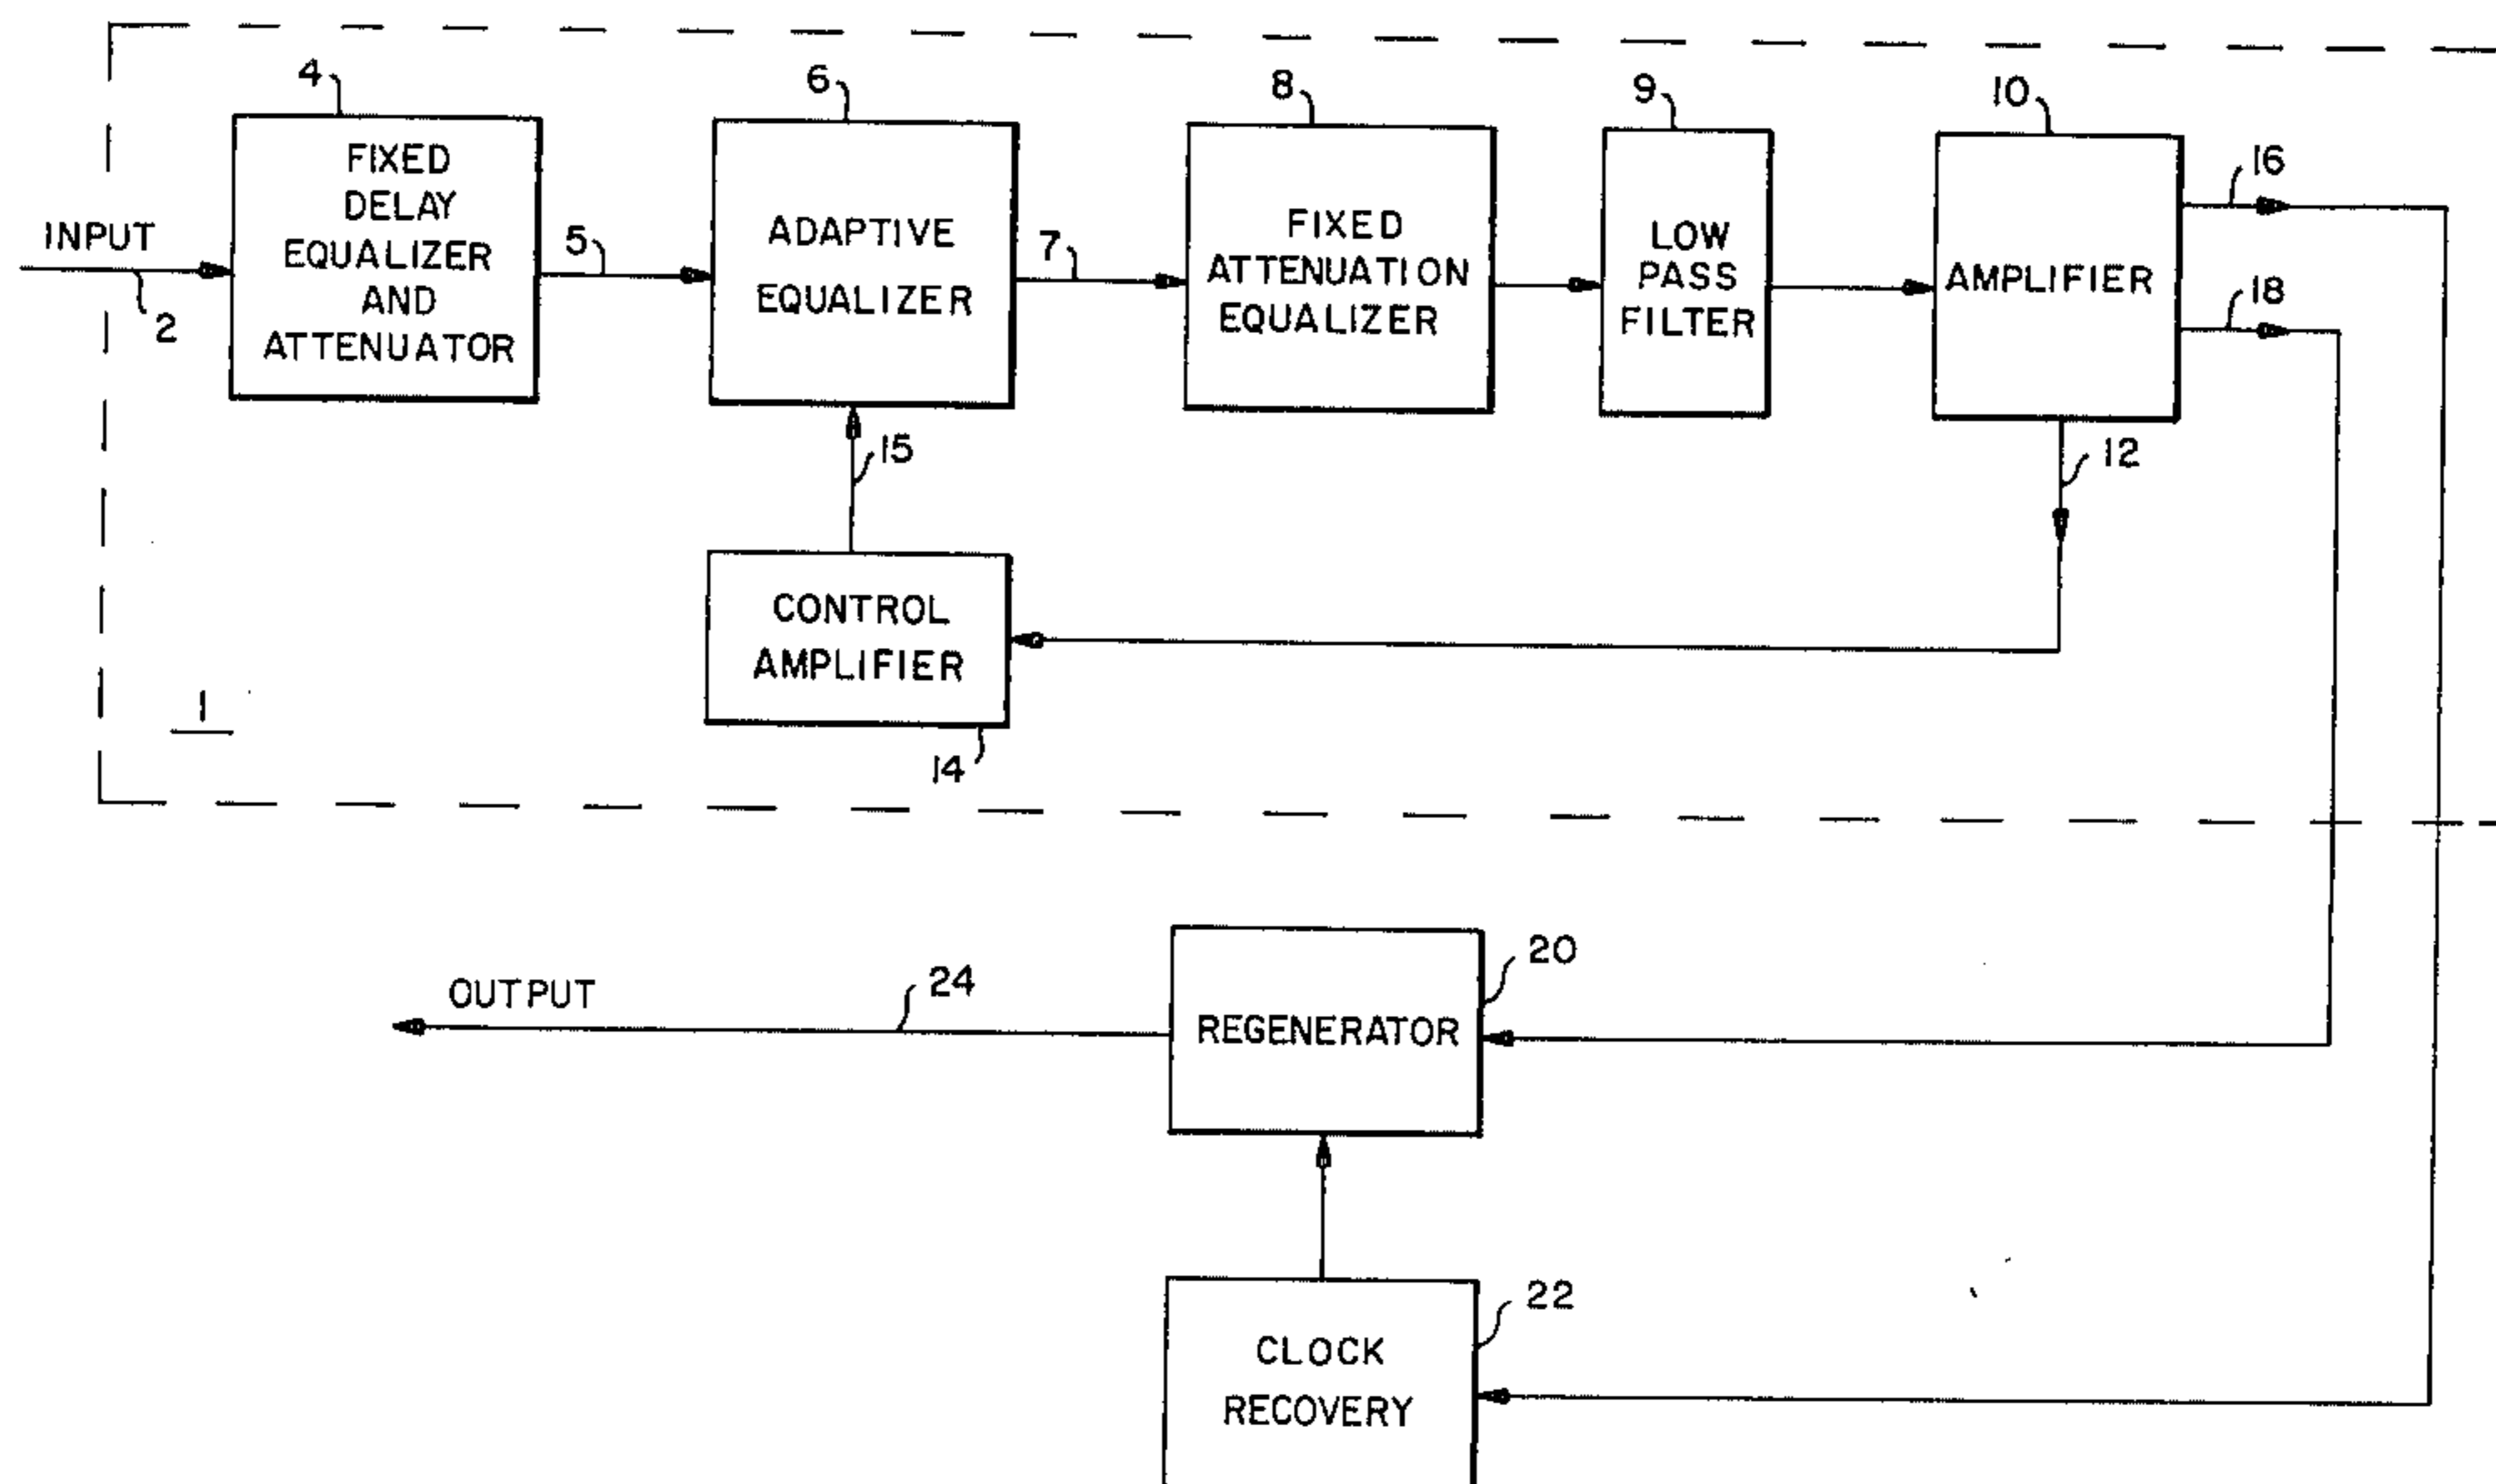 4
6
8
9
10
FIXED
DELAY
EQUALIZER
AND
ATTENUATOR
INPUT
2
5
ADAPTIVE
EQUALIZER
7
FIXED
ATTENUATION
EQUALIZER
LOW
PASS
FILTER
AMPLIFIER
16
18
15
12
CONTROL
AMPLIFIER
14
1
OUTPUT
24
REGENERATOR
20
22
CLOCK
RECOVERY